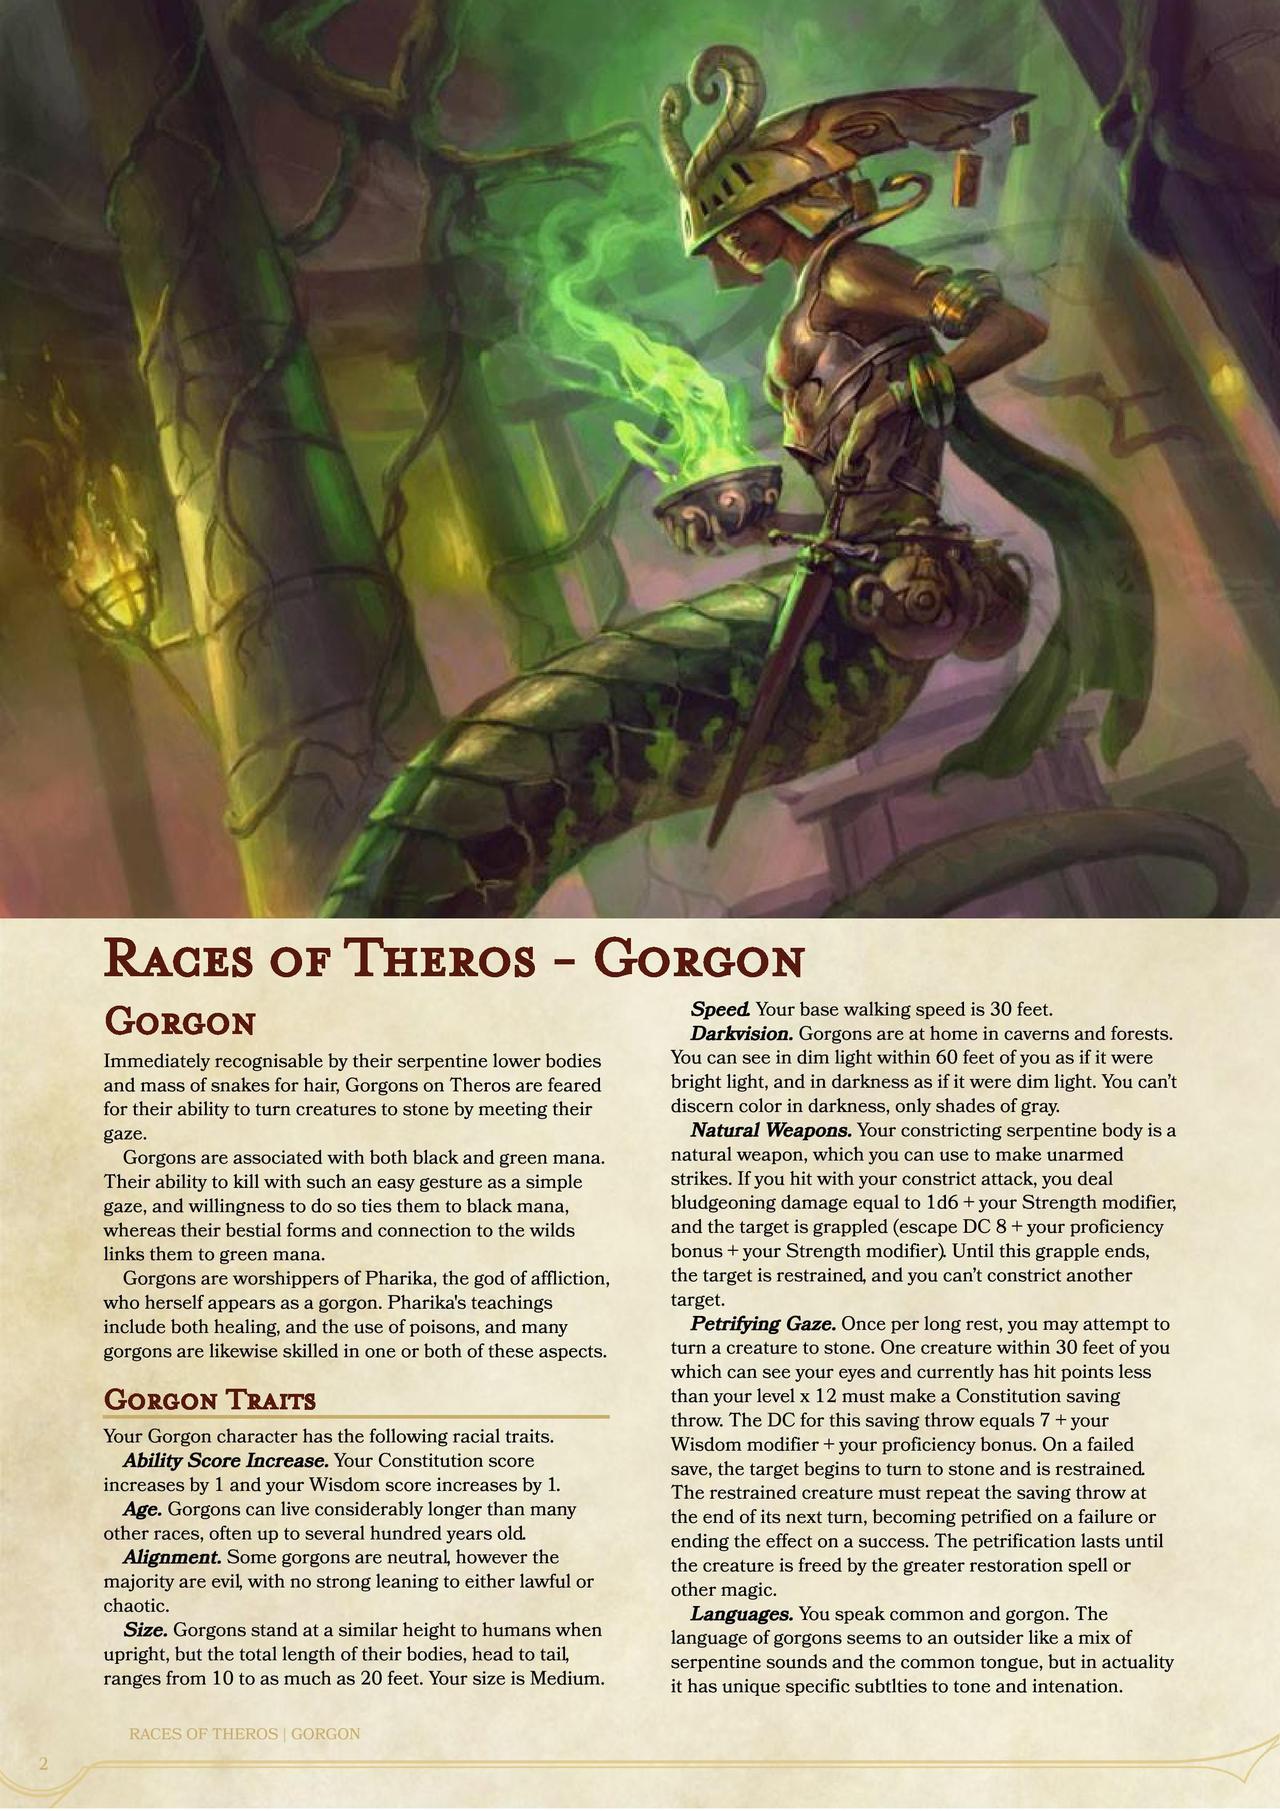 Races of Theros – Gorgon
Gorgon
Immediately recognisable by their serpentine lower bodies
and mass of snakes for hair, Gorgons on Theros are feared
for their ability to turn creatures to stone by meeting their
gaze.
Gorgons are associated with both black and green mana.
Their ability to kill with such an easy gesture as a simple
gaze, and willingness to do so ties them to black mana,
whereas their bestial forms and connection to the wilds
links them to green mana.
Gorgons are worshippers of Pharika, the god of affliction,
who herself appears as a gorgon. Pharika's teachings
include both healing, and the use of poisons, and many
gorgons are likewise skilled in one or both of these aspects.
Gorgon Traits
Your Gorgon character has the following racial traits.
Ability Score Increase. Your Constitution score
increases by 1 and your Wisdom score increases by 1.
Age. Gorgons can live considerably longer than many
other races, often up to several hundred years old.
Alignment. Some gorgons are neutral, however the
majority are evil, with no strong leaning to either lawful or
chaotic.
Size. Gorgons stand at a similar height to humans when
upright, but the total length of their bodies, head to tail,
ranges from 10 to as much as 20 feet. Your size is Medium.
Speed. Your base walking speed is 30 feet.
Darkvision. Gorgons are at home in caverns and forests.
You can see in dim light within 60 feet of you as if it were
bright light, and in darkness as if it were dim light. You can't
discern color in darkness, only shades of gray.
Natural Weapons. Your constricting serpentine body is a
natural weapon, which you can use to make unarmed
strikes. If you hit with your constrict attack, you deal
bludgeoning damage equal to 1d6 + your Strength modifier,
and the target is grappled (escape DC 8 + your proficiency
bonus + your Strength modifier). Until this grapple ends,
the target is restrained, and you can't constrict another
target.
Petrifying Gaze. Once per long rest, you may attempt to
turn a creature to stone. One creature within 30 feet of you
which can see your eyes and currently has hit points less
than your level x 12 must make a Constitution saving
throw. The DC for this saving throw equals 7 + your
Wisdom modifier + your proficiency bonus. On a failed
save, the target begins to turn to stone and is restrained.
The restrained creature must repeat the saving throw at
the end of its next turn, becoming petrified on a failure or
ending the effect on a success. The petrification lasts until
the creature is freed by the greater restoration spell or
other magic.
Languages. You speak common and gorgon. The
language of gorgons seems to an outsider like a mix of
serpentine sounds and the common tongue, but in actuality
it has unique specific subtlties to tone and intenation.
RACES OF THEROS | GORGON
2